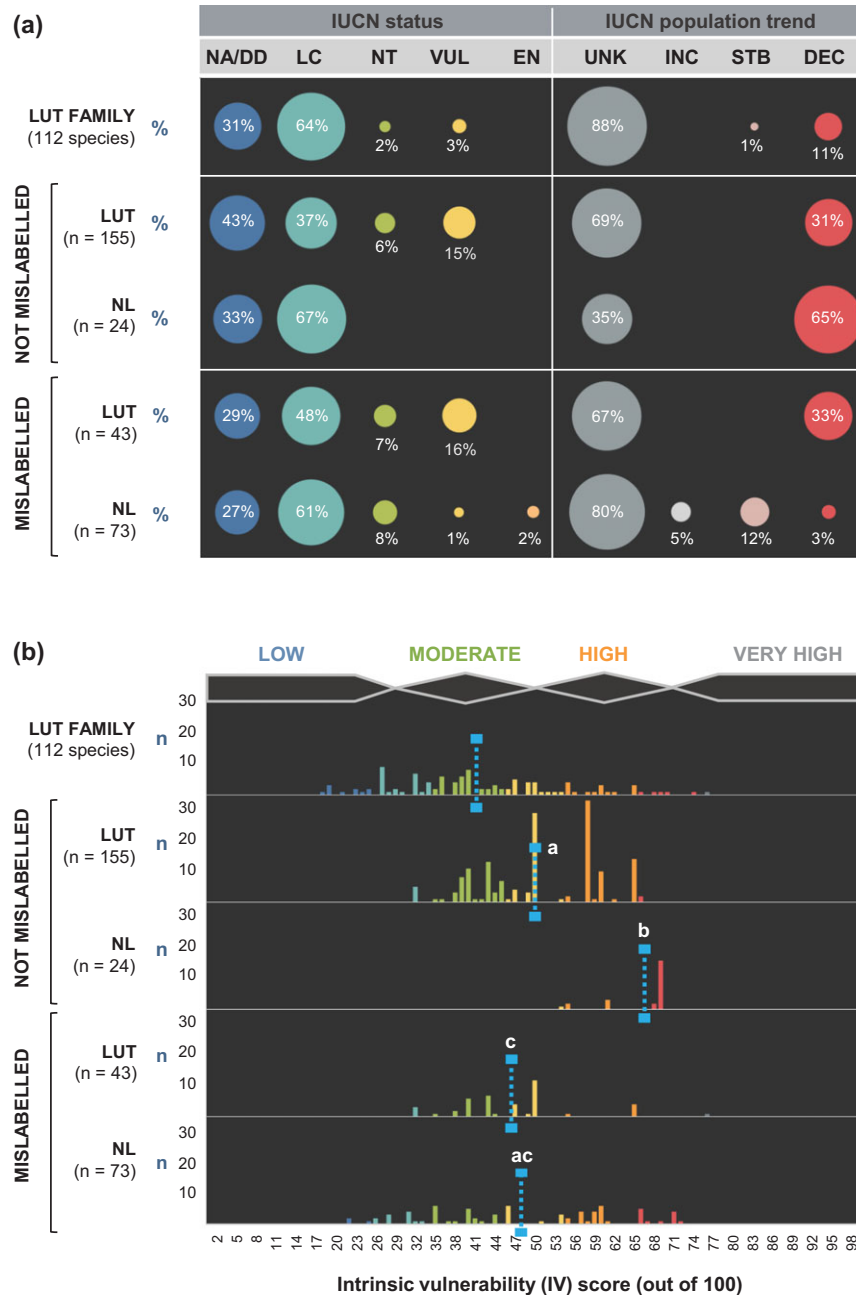 (a)
IUCN status IUCN population trend
NA/DD LC NT VUL EN UNK INC STB DEC
LUT FAMILY
(112 species)
% 31% 64% 2% 3% 88% 1% 11%
NOT MISLABELLED
LUT
(n = 155)
% 43% 37% 6% 15% 69% 31%
NL
(n = 24)
% 33% 67% 35% 65%
MISLABELLED
LUT
(n = 43)
% 29% 48% 7% 16% 67% 33%
NL
(n = 73)
% 27% 61% 8% 1% 2% 80% 5% 12% 3%
(b)
LOW MODERATE HIGH VERY HIGH
LUT FAMILY
(112 species)
n
30
20
10
NOT MISLABELLED
LUT
(n = 155)
n
30
20
10
a
NL
(n = 24)
n
30
20
10
b
MISLABELLED
LUT
(n = 43)
n
30
20
10
c
NL
(n = 73)
n
30
20
10
ac
2 5 8 11 14 17 20 23 25 26 29 31 32 35 38 41 44 47 50 53 56 59 62 65 68 71 74 77 80 83 86 89 92 95 98
Intrinsic vulnerability (IV) score (out of 100)